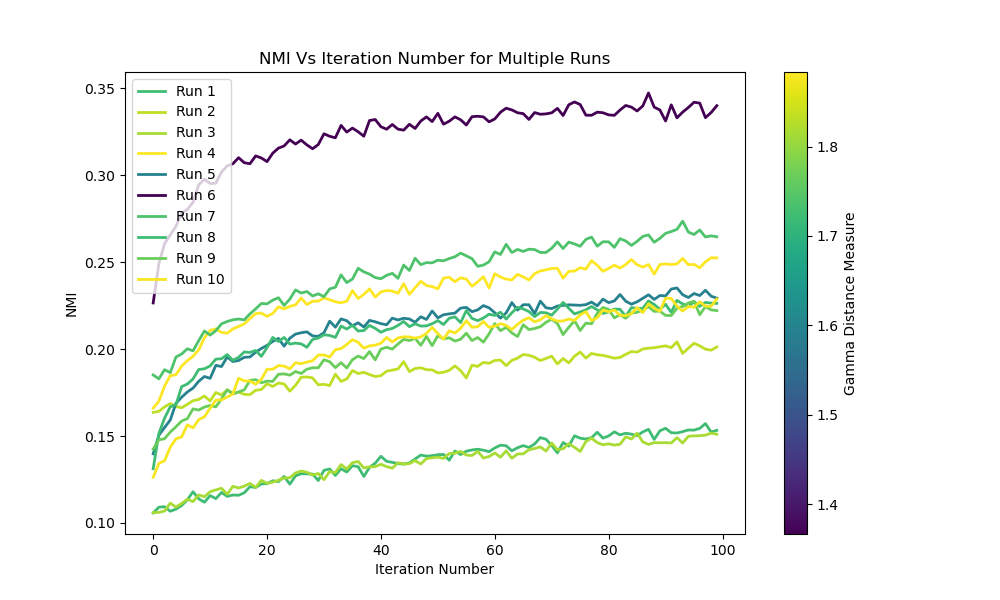 NMI Vs Iteration Number for Multiple Runs
Run 1
Run 2
Run 3
Run 4
Run 5
Run 6
Run 7
Run 8
Run 9
Run 10
0.35
0.30
0.25
0.20
0.15
0.10
NMI
0 20 40 60 80 100
Iteration Number
1.8
1.7
1.6
1.5
1.4
Gamma Distance Measure